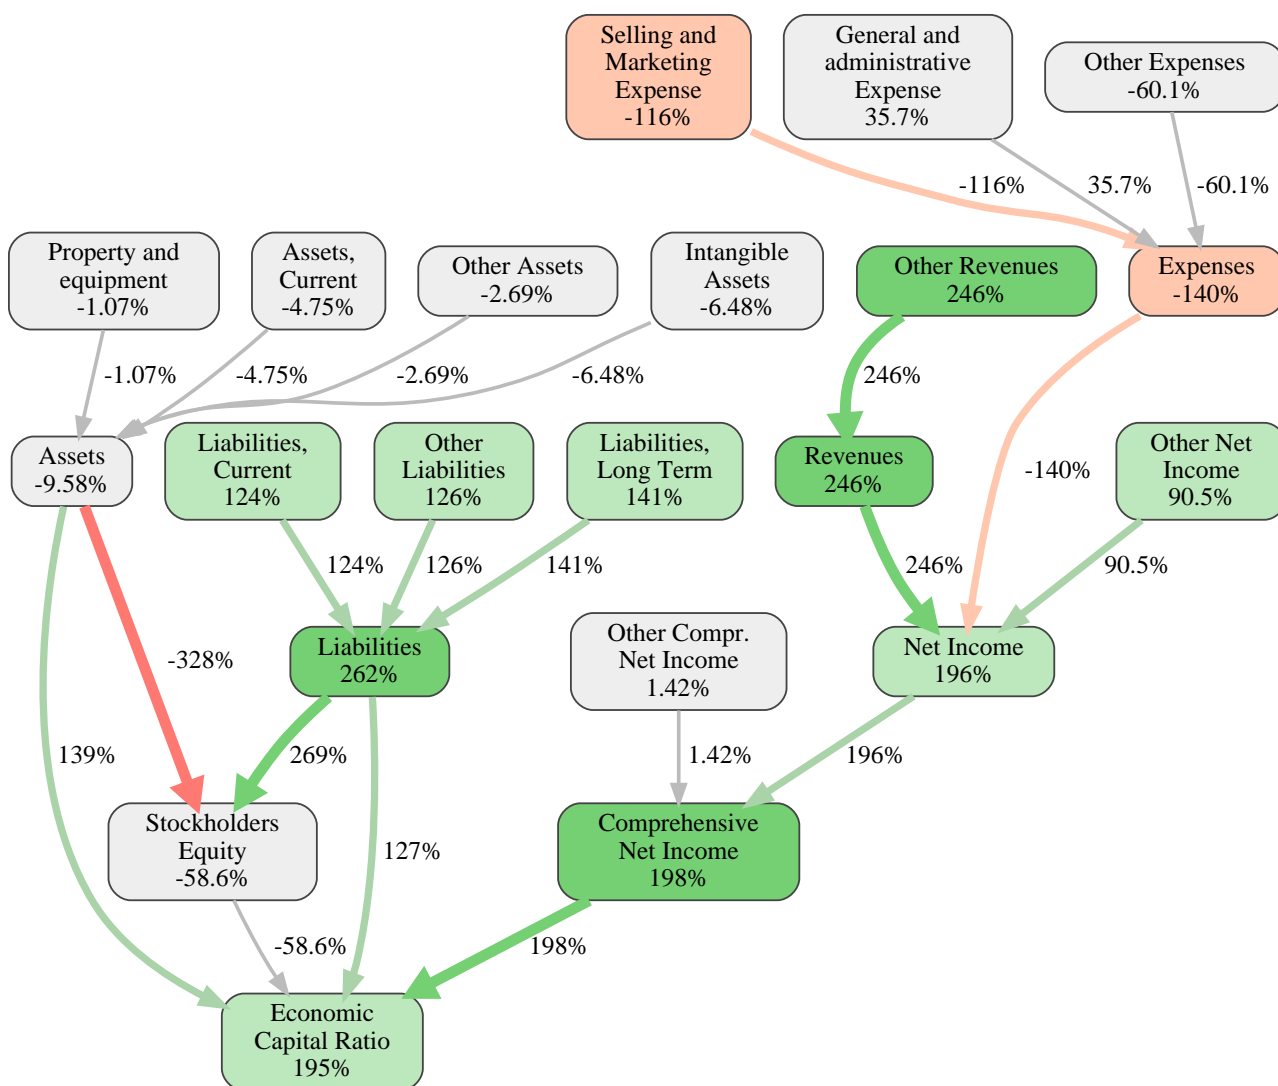 Selling and
Marketing
Expense
-116%
General and
administrative
Expense
35.7%
Other Expenses
-60.1%
-116%
35.7%
-60.1%
Property and
equipment
-1.07%
Assets,
Current
-4.75%
Other Assets
-2.69%
Intangible
Assets
-6.48%
Other Revenues
246%
Expenses
-140%
-1.07%
-4.75%
-2.69%
-6.48%
246%
Assets
-9.58%
Liabilities,
Current
124%
Other
Liabilities
126%
Liabilities,
Long Term
141%
Revenues
246%
-140%
Other Net
Income
90.5%
124%
126%
141%
246%
90.5%
-328%
Liabilities
262%
Other Compr.
Net Income
1.42%
Net Income
196%
139%
269%
1.42%
196%
Stockholders
Equity
-58.6%
127%
Comprehensive
Net Income
198%
-58.6%
198%
Economic
Capital Ratio
195%